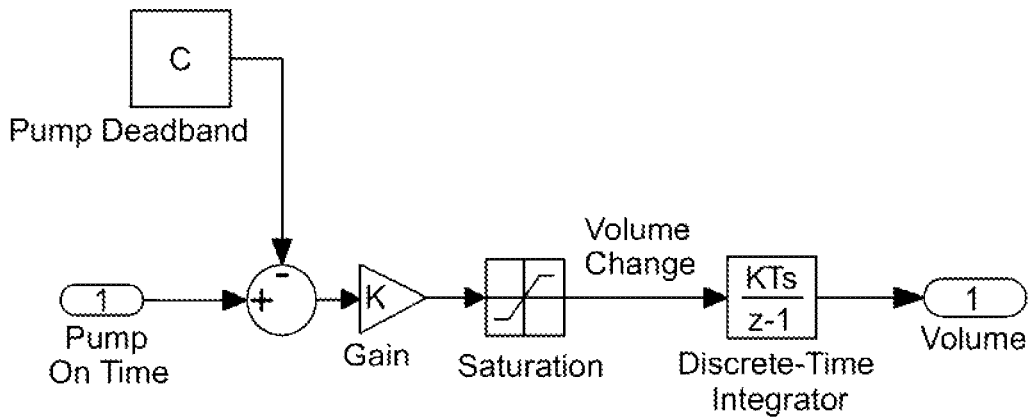 C
Pump Deadband
-
+
1
Pump
On Time
K
Gain
Saturation
Volume
Change
KTs
z-1
Discrete-Time
Integrator
1
Volume